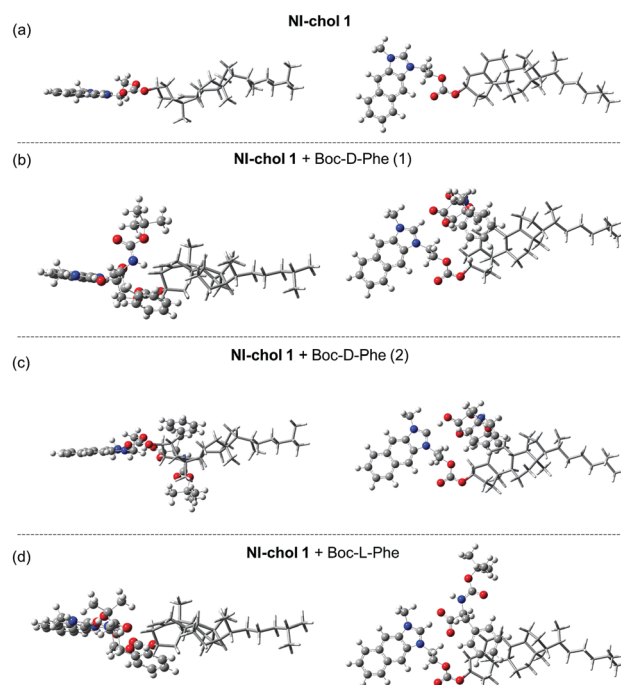 (a)
NI-chol 1
(b)
NI-chol 1 + Boc-D-Phe (1)
(c)
NI-chol 1 + Boc-D-Phe (2)
(d)
NI-chol 1 + Boc-L-Phe